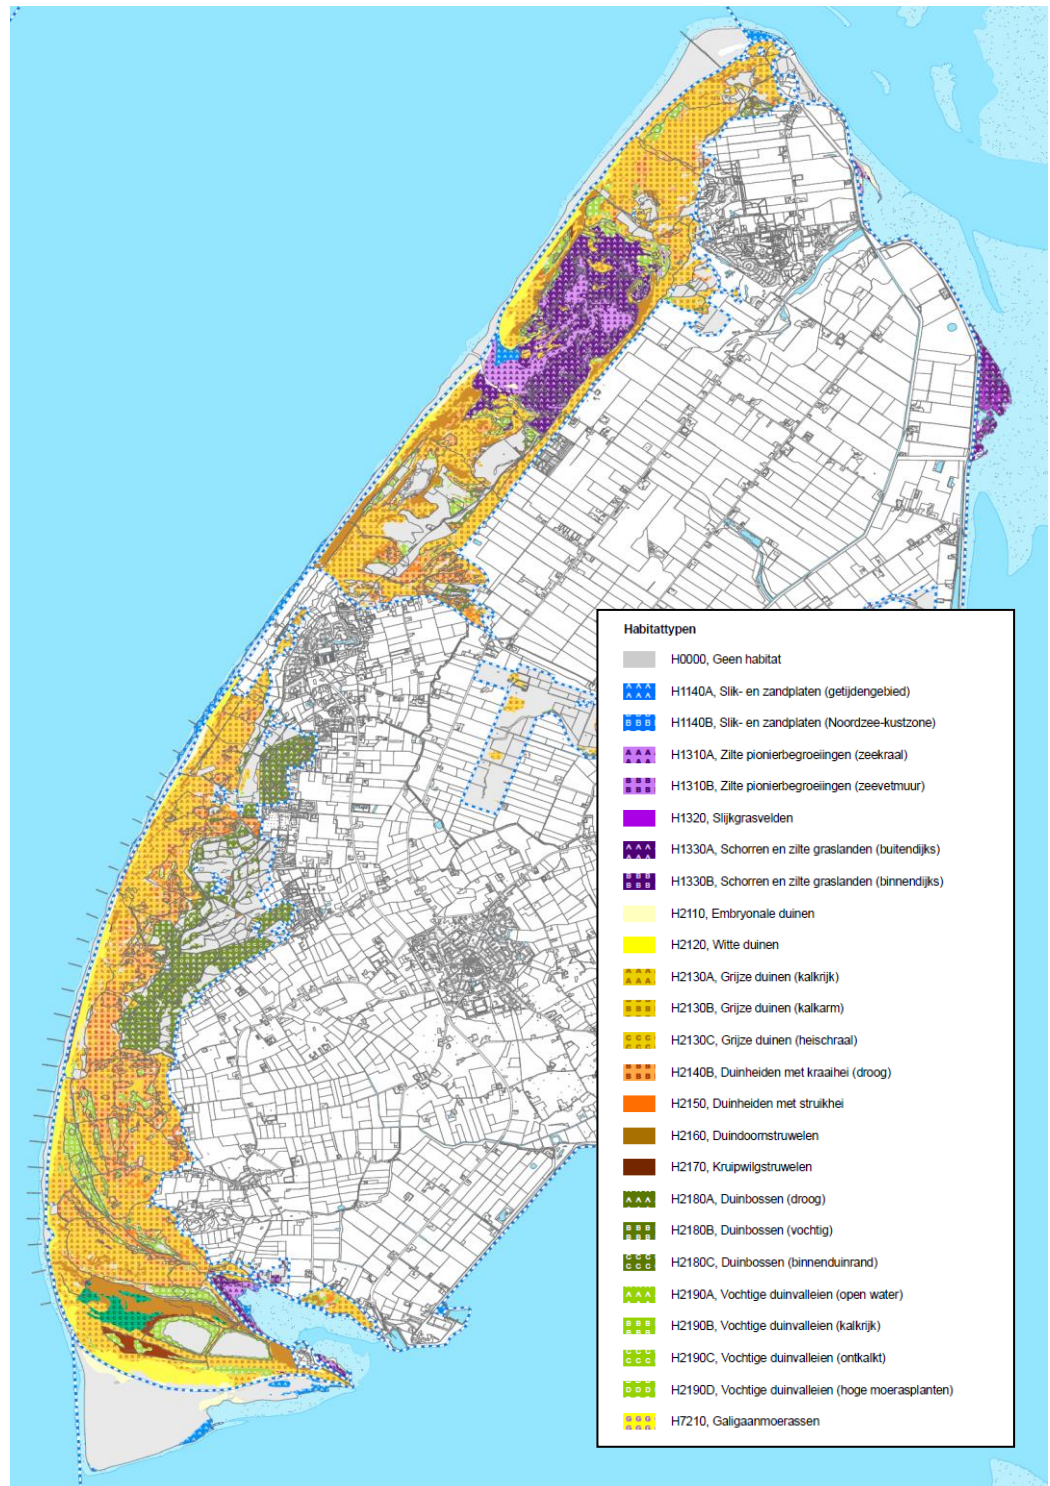 Habitattypen
H0000, Geen habitat
H1140A, Slik- en zandplaten (getijdengebied)
H1140B, Slik- en zandplaten (Noordzee-kustzone)
H1310A, Zilte pionierbegroeiingen (zeekraal)
H1310B, Zilte pionierbegroeiingen (zeevetmuur)
H1320, Slijkgrasvelden
H1330A, Schorren en zilte graslanden (buitendijks)
H1330B, Schorren en zilte graslanden (binnendijks)
H2110, Embryonale duinen
H2120, Witte duinen
H2130A, Grijze duinen (kalkrijk)
H2130B, Grijze duinen (kalkarm)
H2130C, Grijze duinen (heischraal)
H2140B, Duinheiden met kraaihei (droog)
H2150, Duinheiden met struikhei
H2160, Duindoornstruwelen
H2170, Kruipwilgstruwelen
H2180A, Duinbossen (droog)
H2180B, Duinbossen (vochtig)
H2180C, Duinbossen (binnenduinrand)
H2190A, Vochtige duinvalleien (open water)
H2190B, Vochtige duinvalleien (kalkrijk)
H2190C, Vochtige duinvalleien (ontkalkt)
H2190D, Vochtige duinvalleien (hoge moerasplanten)
H7210, Galigaanmoerassen